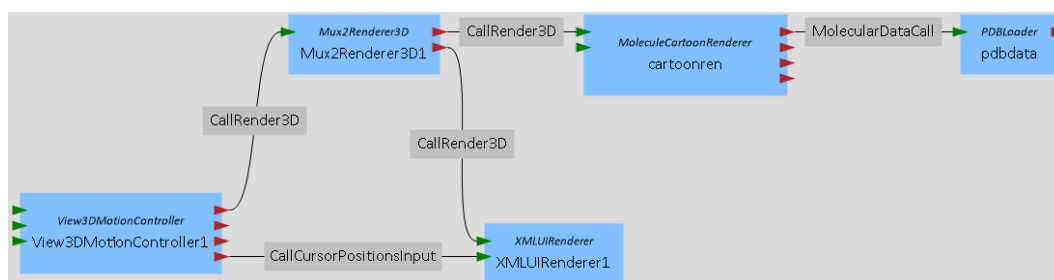 Mux2Renderer3D
Mux2Renderer3D1
CallRender3D
MoleculeCartoonRenderer
cartoonren
MolecularDataCall
PDBLoader
pdbdata
CallRender3D
CallRender3D
View3DMotionController
View3DMotionController1
CallCursorPositionsInput
XMLUIRenderer
XMLUIRenderer1